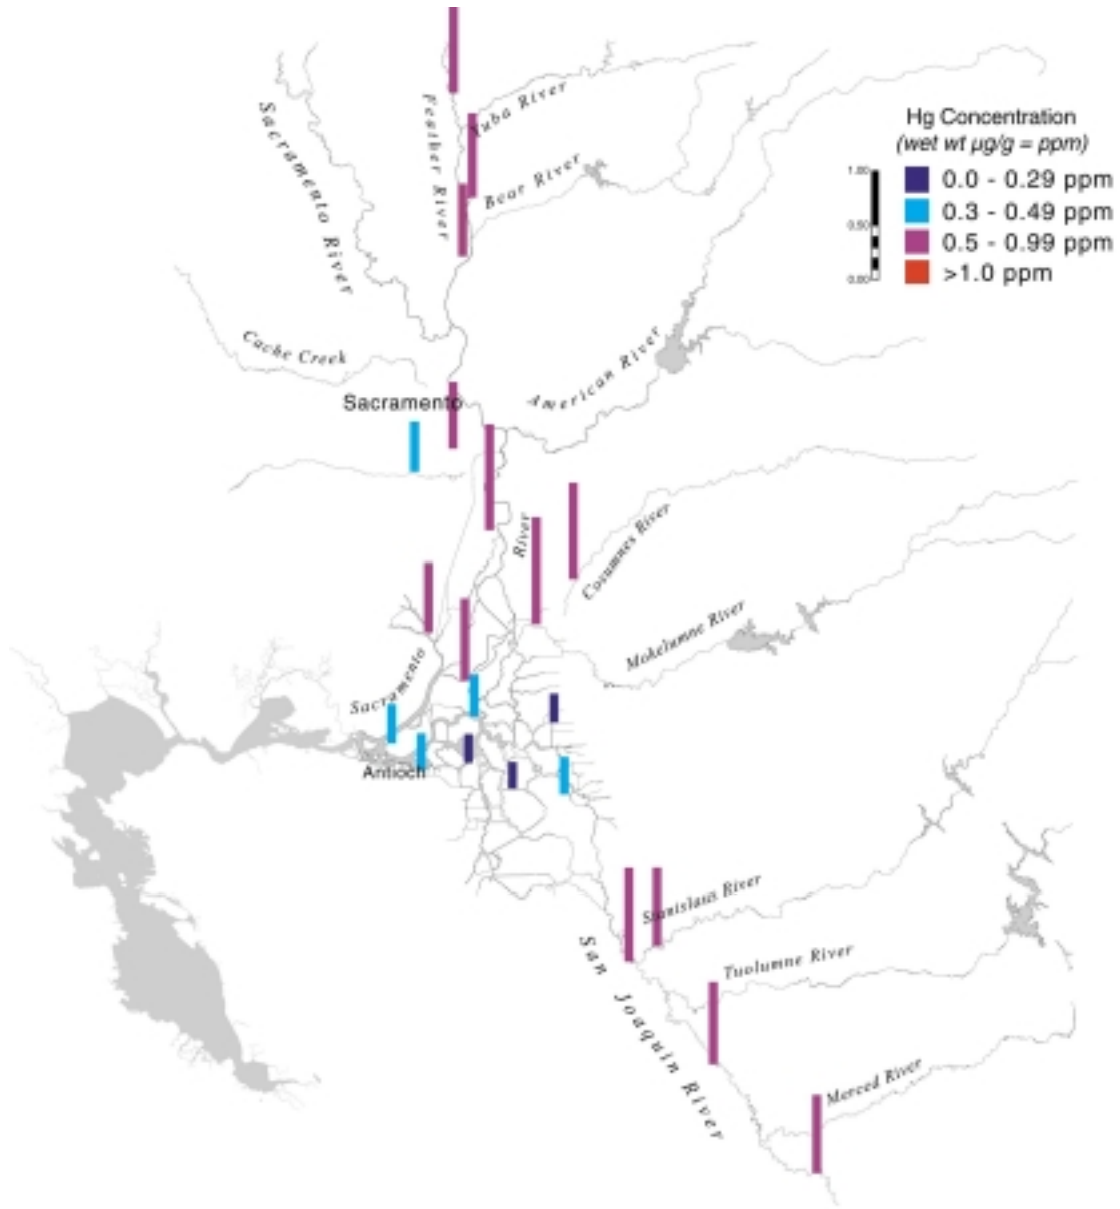 Hg Concentration
(wet wt µg/g = ppm)
1.00
0.50
0.00
0.0 - 0.29 ppm
0.3 - 0.49 ppm
0.5 - 0.99 ppm
>1.0 ppm
Sacramento River
Feather River
Yuba River
Bear River
Cache Creek
American River
Sacramento
River
Cosumnes River
Mokelumne River
Sacramento
Antioch
Stanislaus River
San Joaquin River
Tuolumne River
Merced River